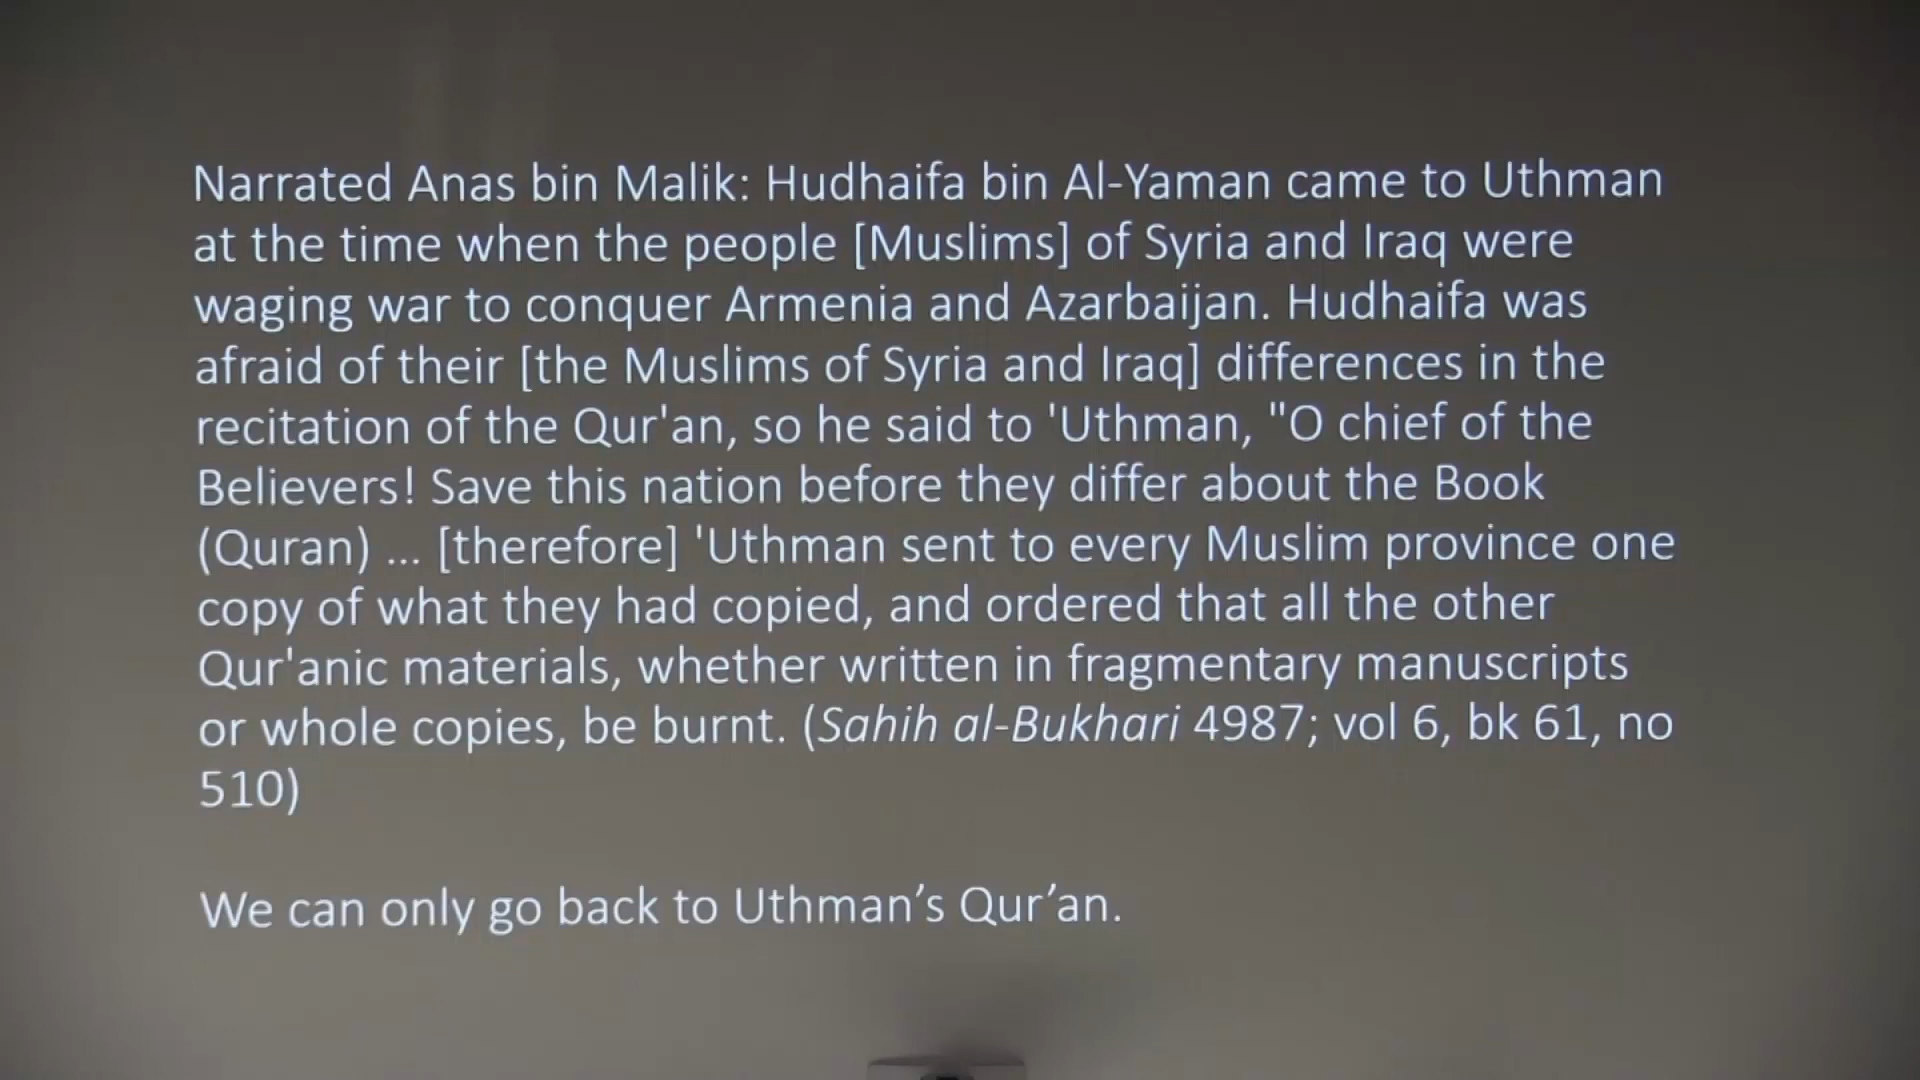 Narrated Anas bin Malik: Hudhaifa bin Al-Yaman came to Uthman
at the time when the people [Muslims] of Syria and Iraq were
waging war to conquer Armenia and Azarbaijan. Hudhaifa was
afraid of their [the Muslims of Syria and Iraq] differences in the
recitation of the Qur'an, so he said to 'Uthman, "O chief of the
Believers! Save this nation before they differ about the Book
(Quran) ... [therefore] 'Uthman sent to every Muslim province one
copy of what they had copied, and ordered that all the other
Qur'anic materials, whether written in fragmentary manuscripts
or whole copies, be burnt. (Sahih al-Bukhari 4987; vol 6, bk 61, no
510)
We can only go back to Uthman’s Qur’an.